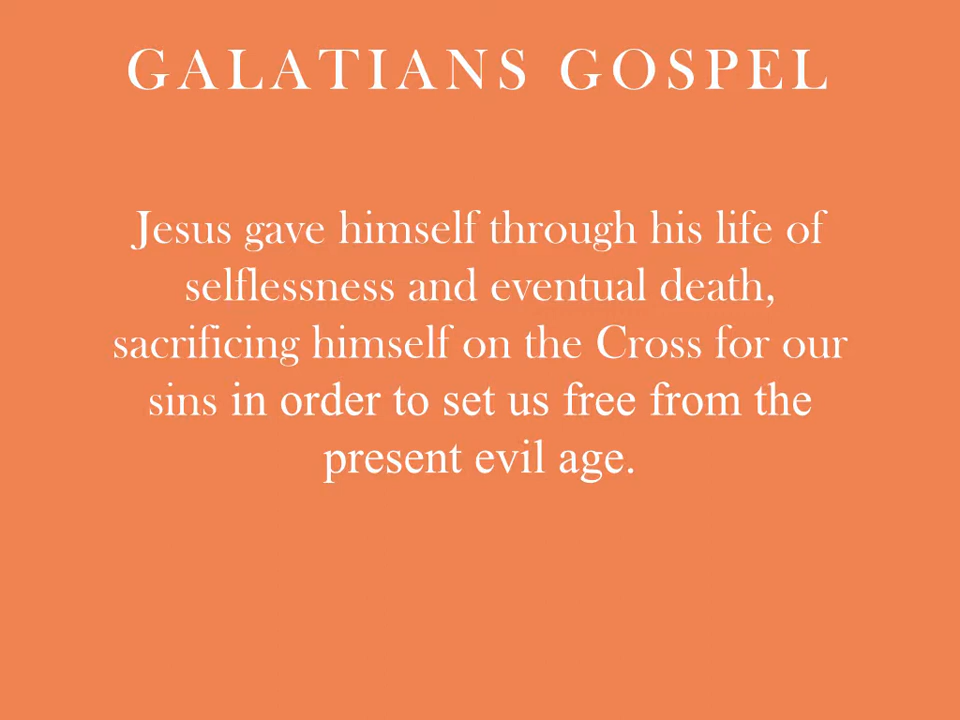 GALATIANS GOSPEL
Jesus gave himself through his life of
selflessness and eventual death,
sacrificing himself on the Cross for our
sins in order to set us free from the
present evil age.